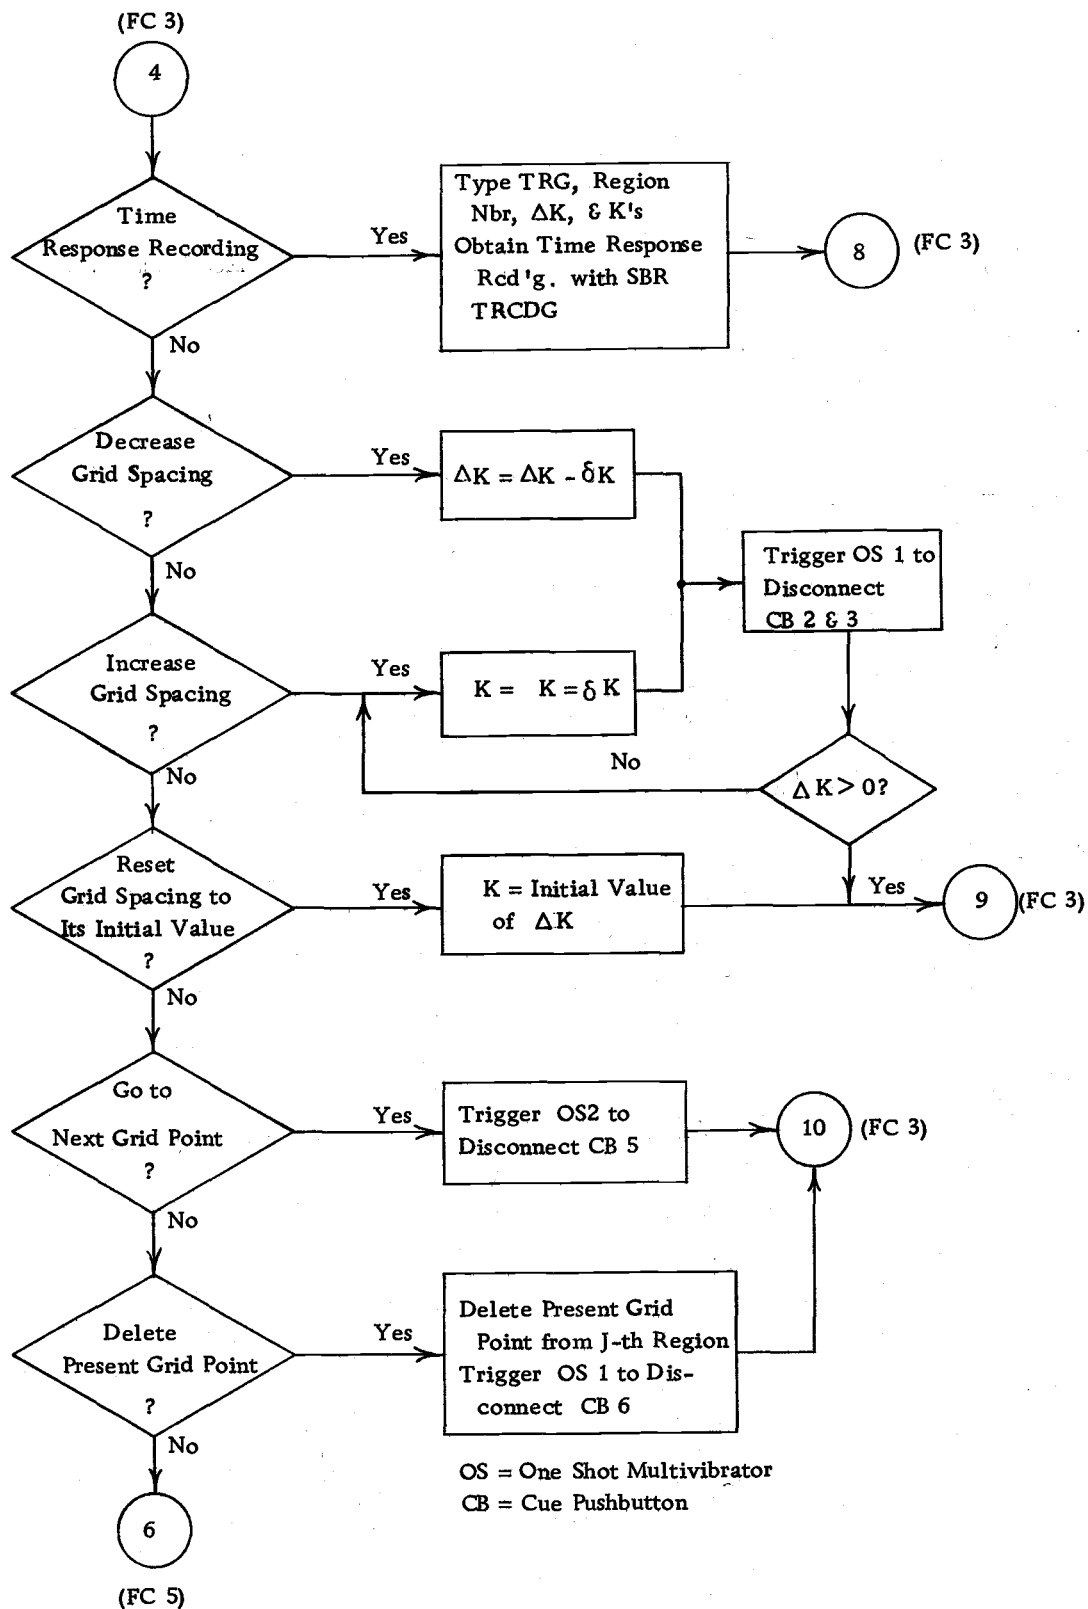 (FC 3)
4
Time
Response Recording
?
Yes
Type TRG, Region
Nbr, ΔK, & K's
Obtain Time Response
Rcd'g. with SBR
TRCDG
8
(FC 3)
No
Decrease
Grid Spacing
?
Yes
ΔK = ΔK - δK
No
Trigger OS 1 to
Disconnect
CB 2 & 3
Increase
Grid Spacing
?
Yes
K = K = δ K
No
No
Δ K > 0?
Reset
Grid Spacing to
Its Initial Value
?
Yes
K = Initial Value
of ΔK
Yes
9
(FC 3)
No
Go to
Next Grid Point
?
Yes
Trigger OS2 to
Disconnect CB 5
10
(FC 3)
No
Delete
Present Grid Point
?
Yes
Delete Present Grid
Point from J-th Region
Trigger OS 1 to Dis-
connect CB 6
No
OS = One Shot Multivibrator
CB = Cue Pushbutton
6
(FC 5)